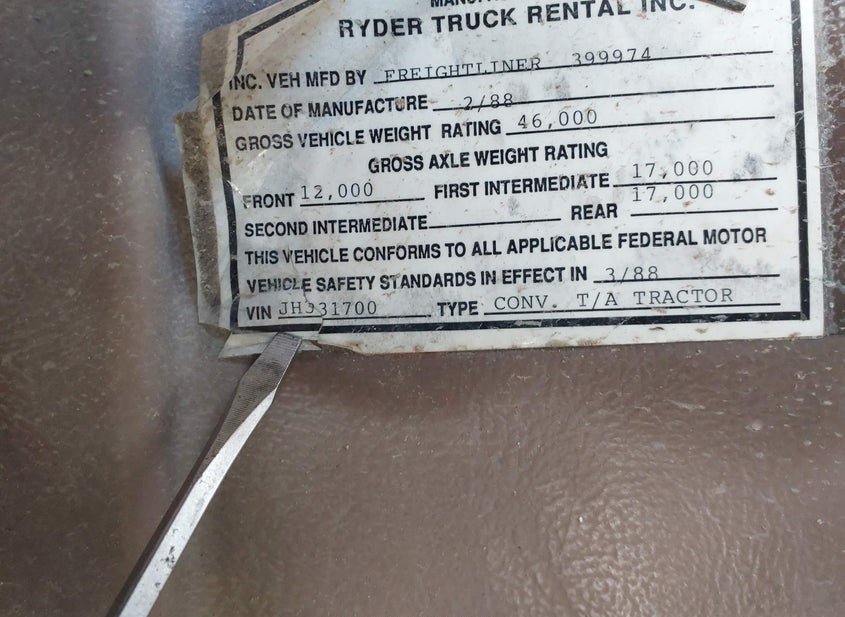 RYDER TRUCK RENTAL INC.
INC. VEH MFD BY FREIGHTLINER 399974
DATE OF MANUFACTURE 2/88
GROSS VEHICLE WEIGHT RATING 46,000
GROSS AXLE WEIGHT RATING
FRONT 12,000 FIRST INTERMEDIATE 17,000
SECOND INTERMEDIATE REAR 17,000
THIS VEHICLE CONFORMS TO ALL APPLICABLE FEDERAL MOTOR
VEHICLE SAFETY STANDARDS IN EFFECT IN 3/88
VIN TYPE CONV. T/A TRACTOR